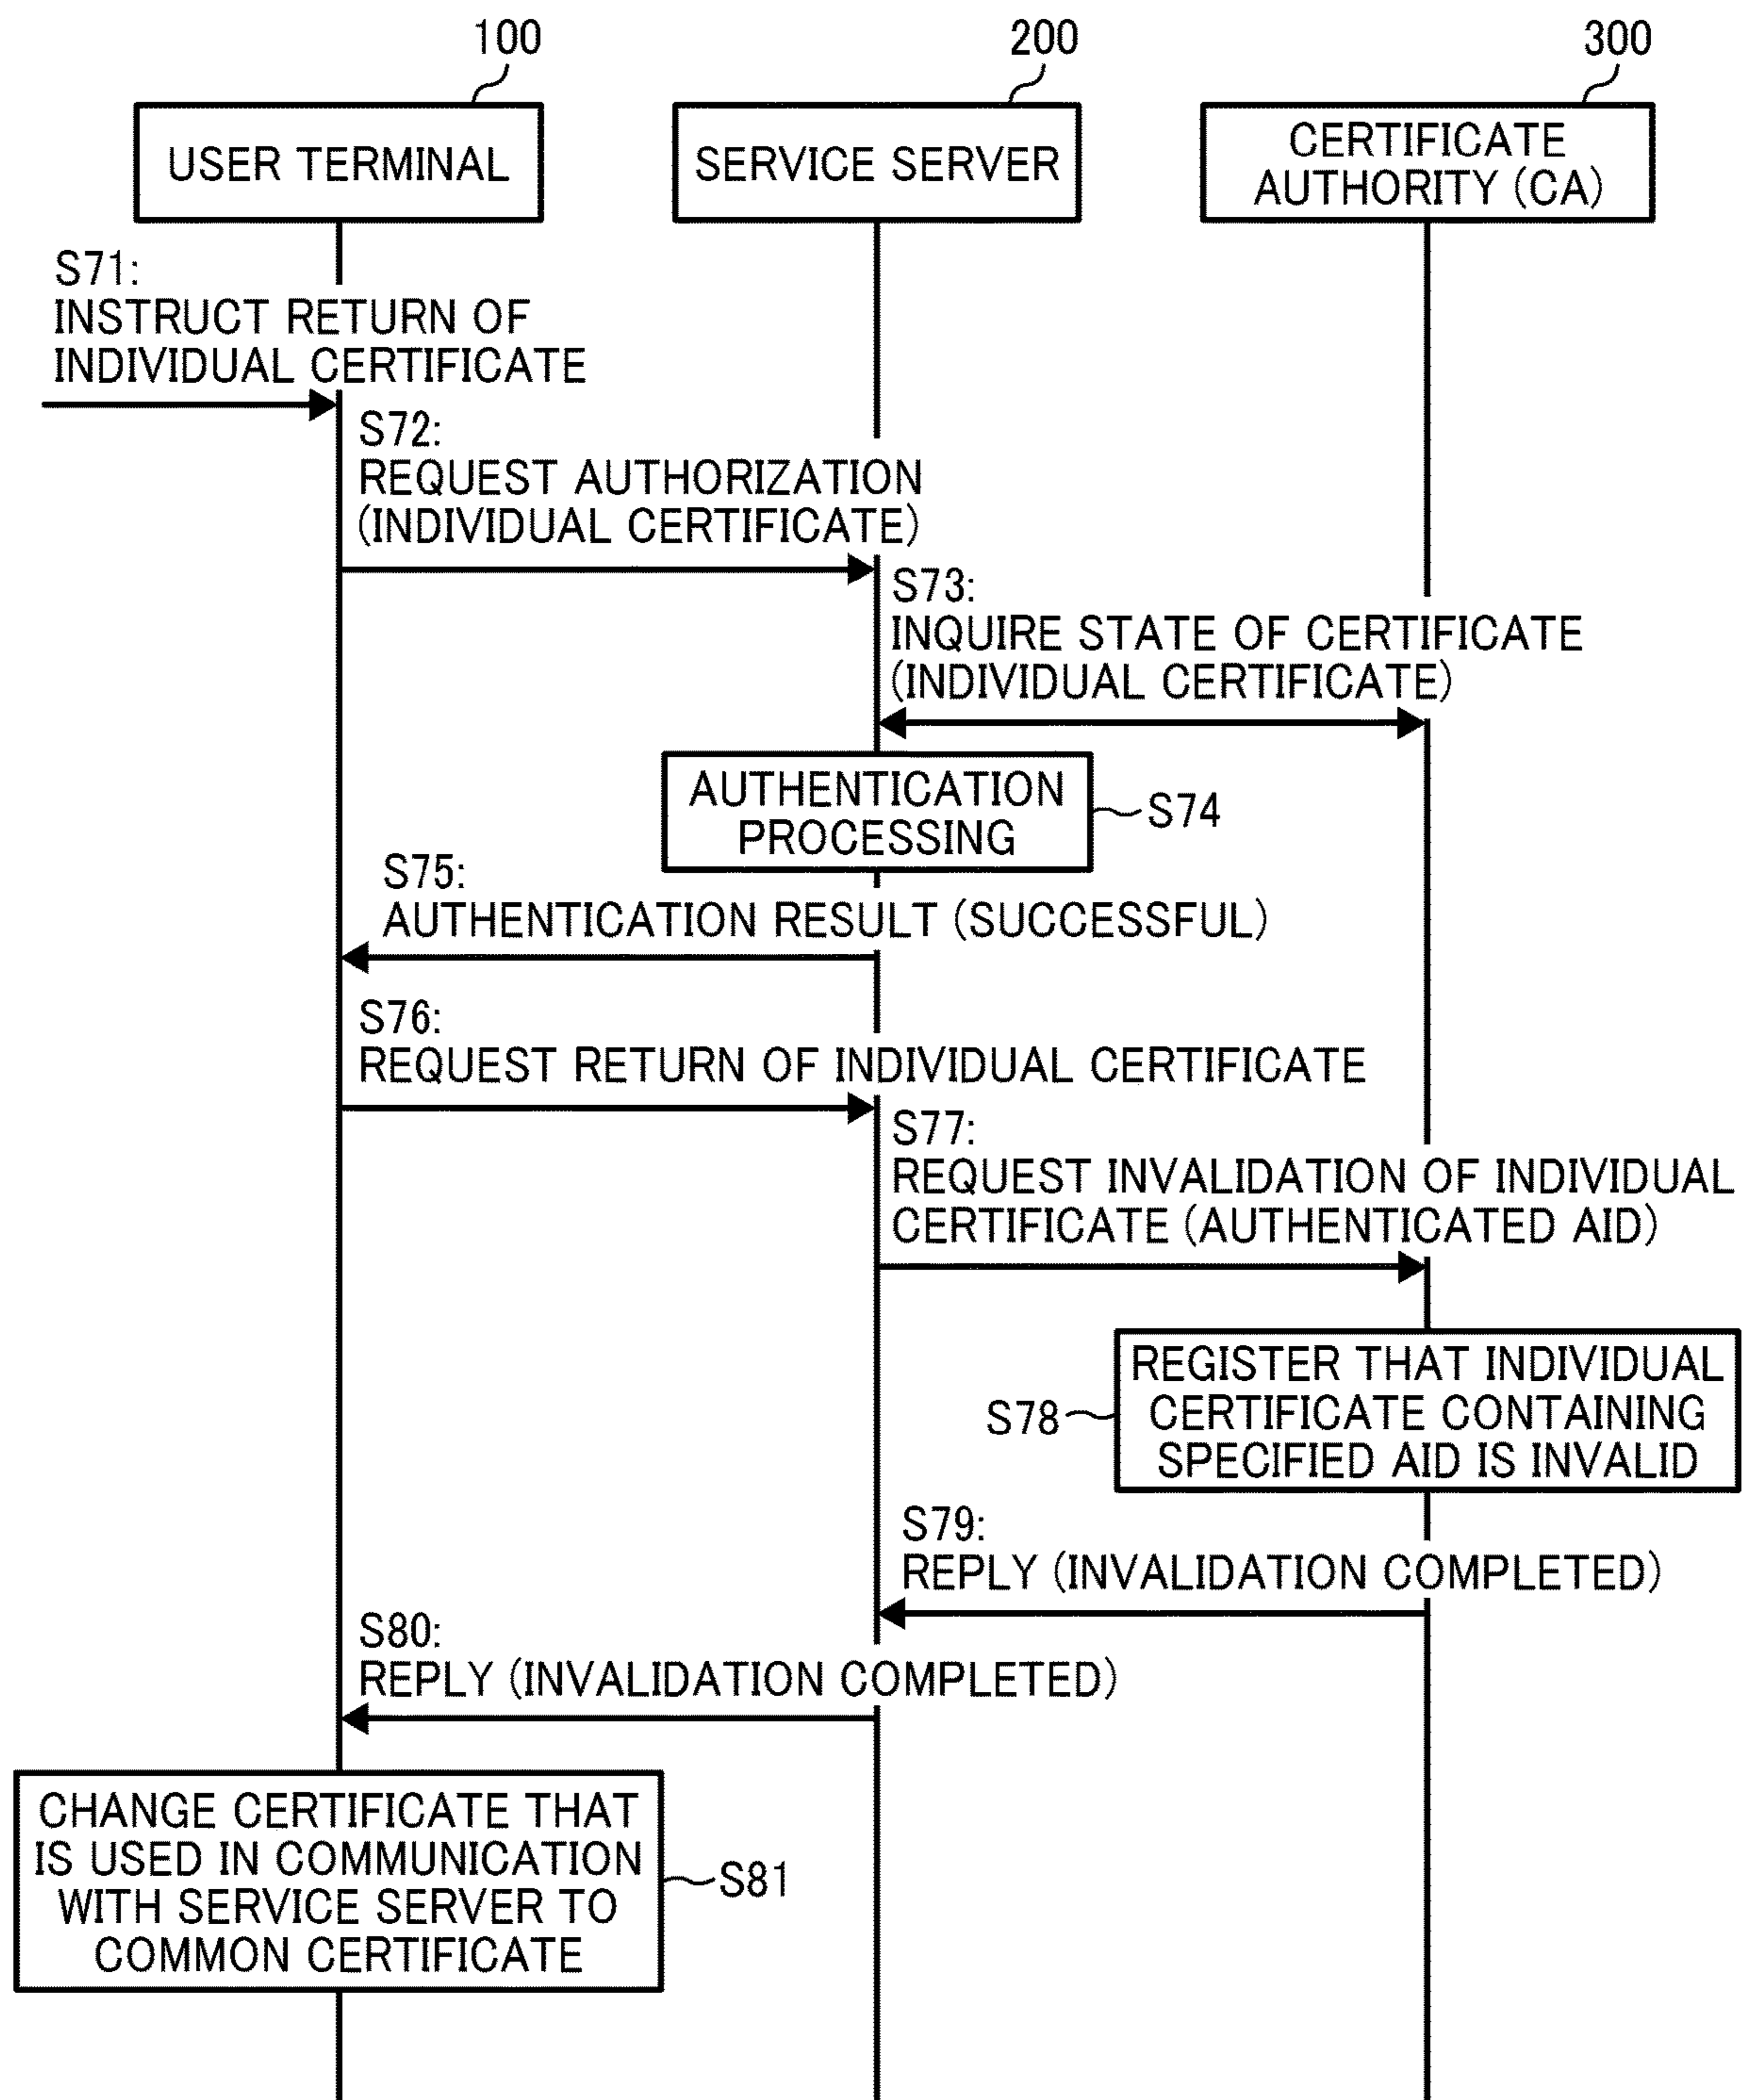 100
200
300
USER TERMINAL
SERVICE SERVER
CERTIFICATE
AUTHORITY (CA)
S71:
INSTRUCT RETURN OF
INDIVIDUAL CERTIFICATE
S72:
REQUEST AUTHORIZATION
(INDIVIDUAL CERTIFICATE)
S73:
INQUIRE STATE OF CERTIFICATE
(INDIVIDUAL CERTIFICATE)
AUTHENTICATION
PROCESSING
S74
S75:
AUTHENTICATION RESULT (SUCCESSFUL)
S76:
REQUEST RETURN OF INDIVIDUAL CERTIFICATE
S77:
REQUEST INVALIDATION OF INDIVIDUAL
CERTIFICATE (AUTHENTICATED AID)
S78
REGISTER THAT INDIVIDUAL
CERTIFICATE CONTAINING
SPECIFIED AID IS INVALID
S79:
REPLY (INVALIDATION COMPLETED)
S80:
REPLY (INVALIDATION COMPLETED)
CHANGE CERTIFICATE THAT
IS USED IN COMMUNICATION
WITH SERVICE SERVER TO
COMMON CERTIFICATE
S81